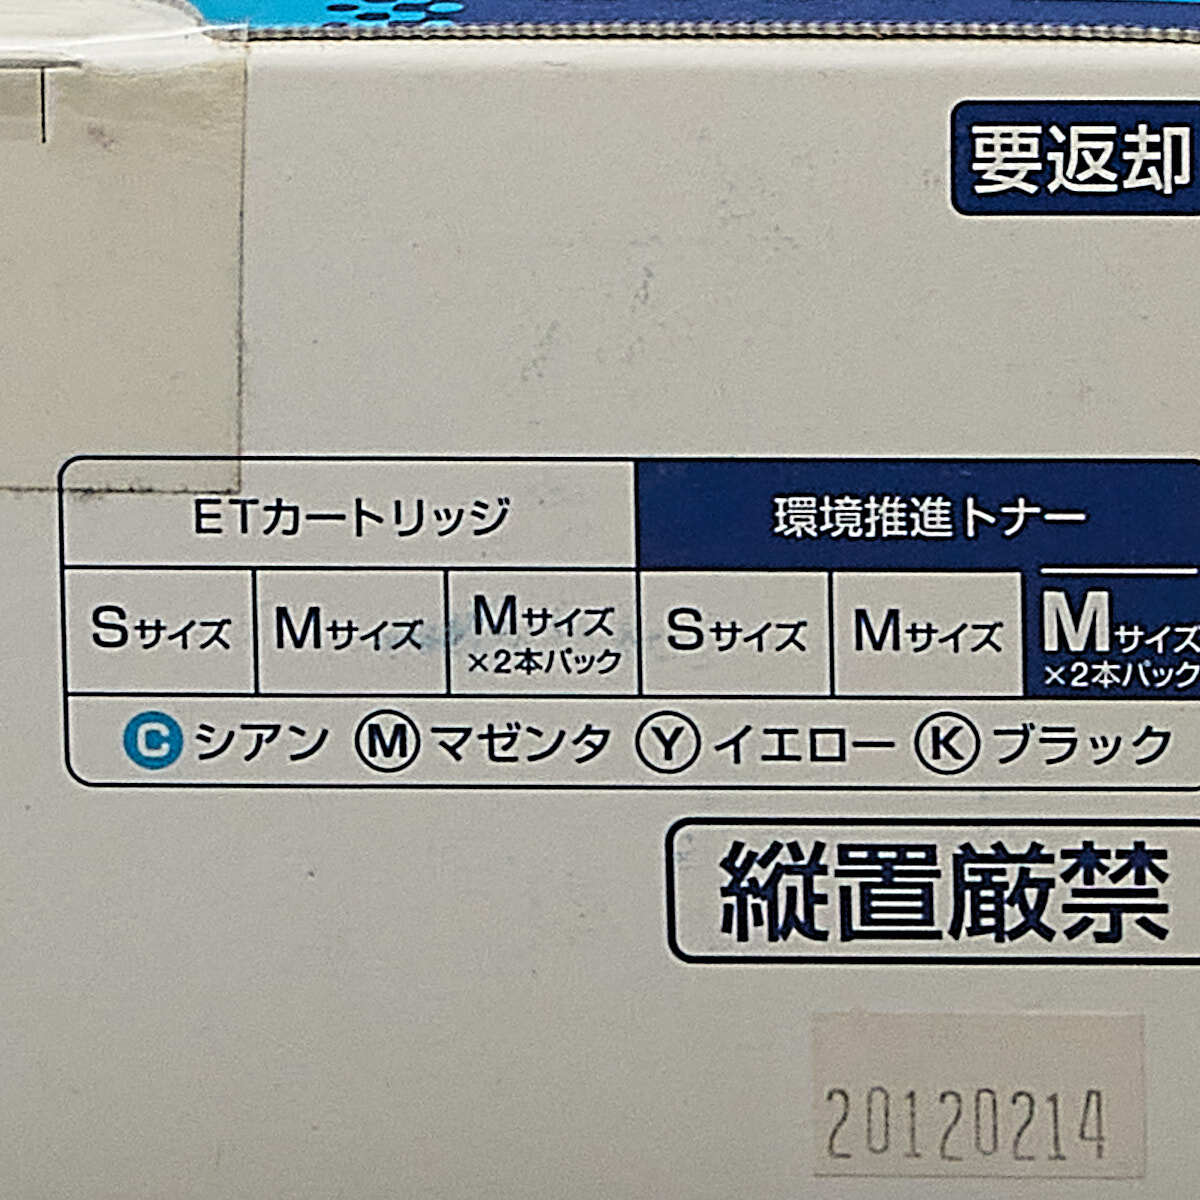 要返却
ETカートリッジ 環境推進トナー
Sサイズ Mサイズ Mサイズ×2本パック Sサイズ Mサイズ Mサイズ×2本パック
C シアン M マゼンタ Y イエロー K ブラック
縦置厳禁
20120214